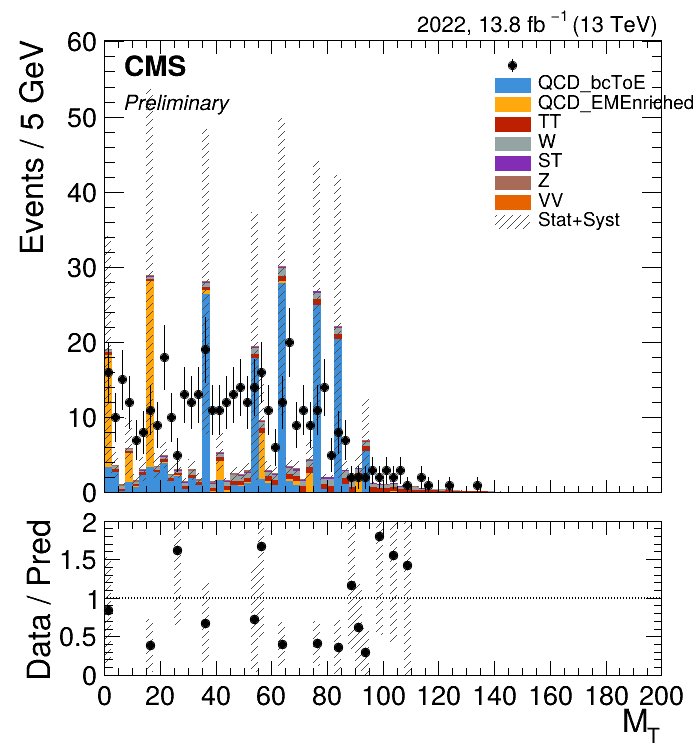 2022, 13.8 fb⁻¹ (13 TeV)
Events / 5 GeV
60
50
40
30
20
10
0
CMS
Preliminary
QCD_bcToE
QCD_EMEnriched
TT
W
ST
Z
VV
Stat+Syst
Data / Pred
2
1.5
1
0.5
0
0 20 40 60 80 100 120 140 160 180 200
M_T